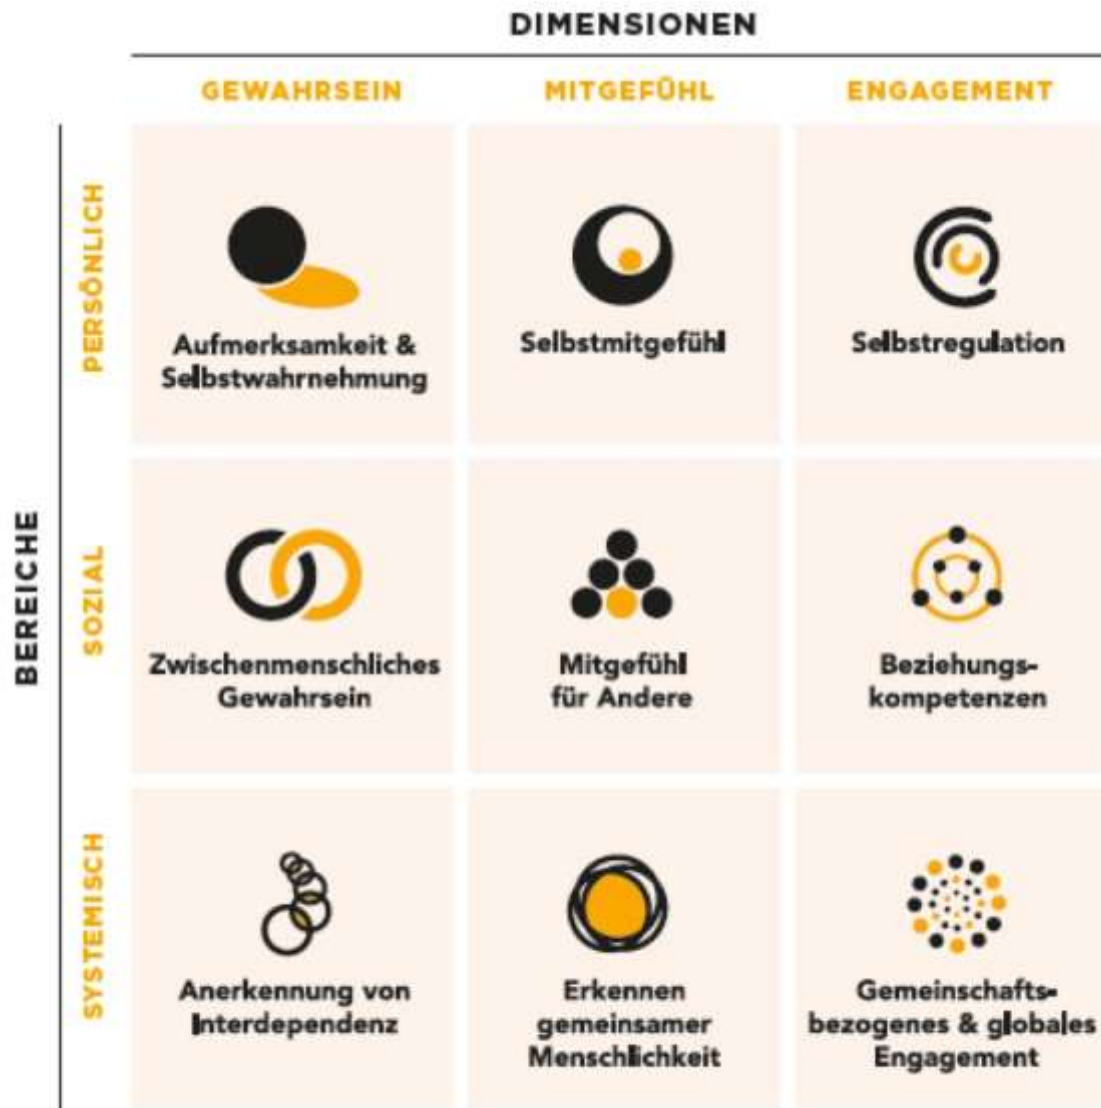 DIMENSIONEN
GEWAHRSEIN
MITGEFÜHL
ENGAGEMENT
BEREICHE
PERSÖNLICH
Aufmerksamkeit &
Selbstwahrnehmung
Selbstmitgefühl
Selbstregulation
SOZIAL
Zwischenmenschliches
Gewahrsein
Mitgefühl
für Andere
Beziehungs-
kompetenzen
SYSTEMISCH
Anerkennung von
Interdependenz
Erkennen
gemeinsamer
Menschlichkeit
Gemeinschafts-
bezogenes & globales
Engagement